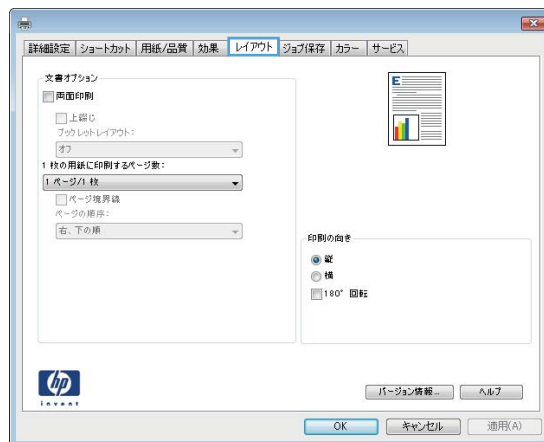 詳細設定 ショートカット 用紙/品質 効果 レイアウト ジョブ保存 カラー サービス
文書オプション
両面印刷
上綴じ
ブックレットレイアウト:
オフ
1 枚の用紙に印刷するページ数:
1 ページ/1 枚
ページ境界線
ページの順序:
右、下の順
E
印刷の向き
縦
横
180° 回転
hp
invent
バージョン情報... ヘルプ
OK キャンセル 適用(A)